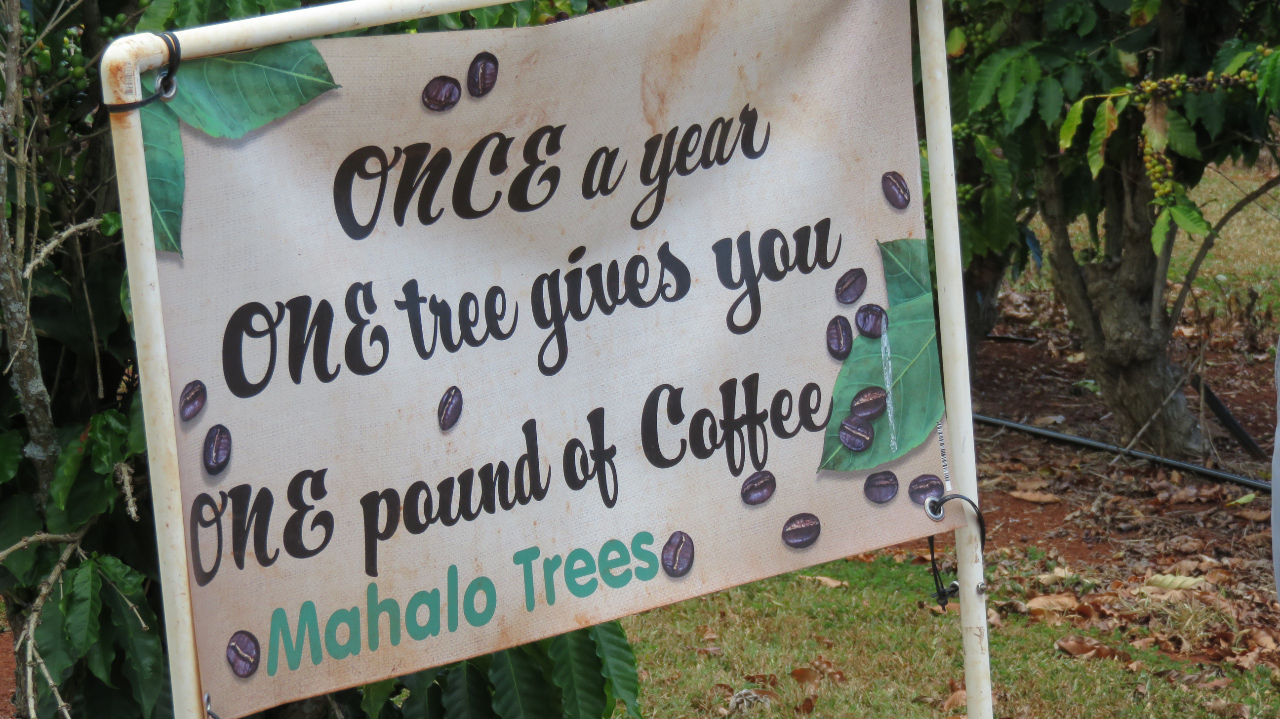 ONCE a year
ONE tree gives you
ONE pound of Coffee
Mahalo Trees